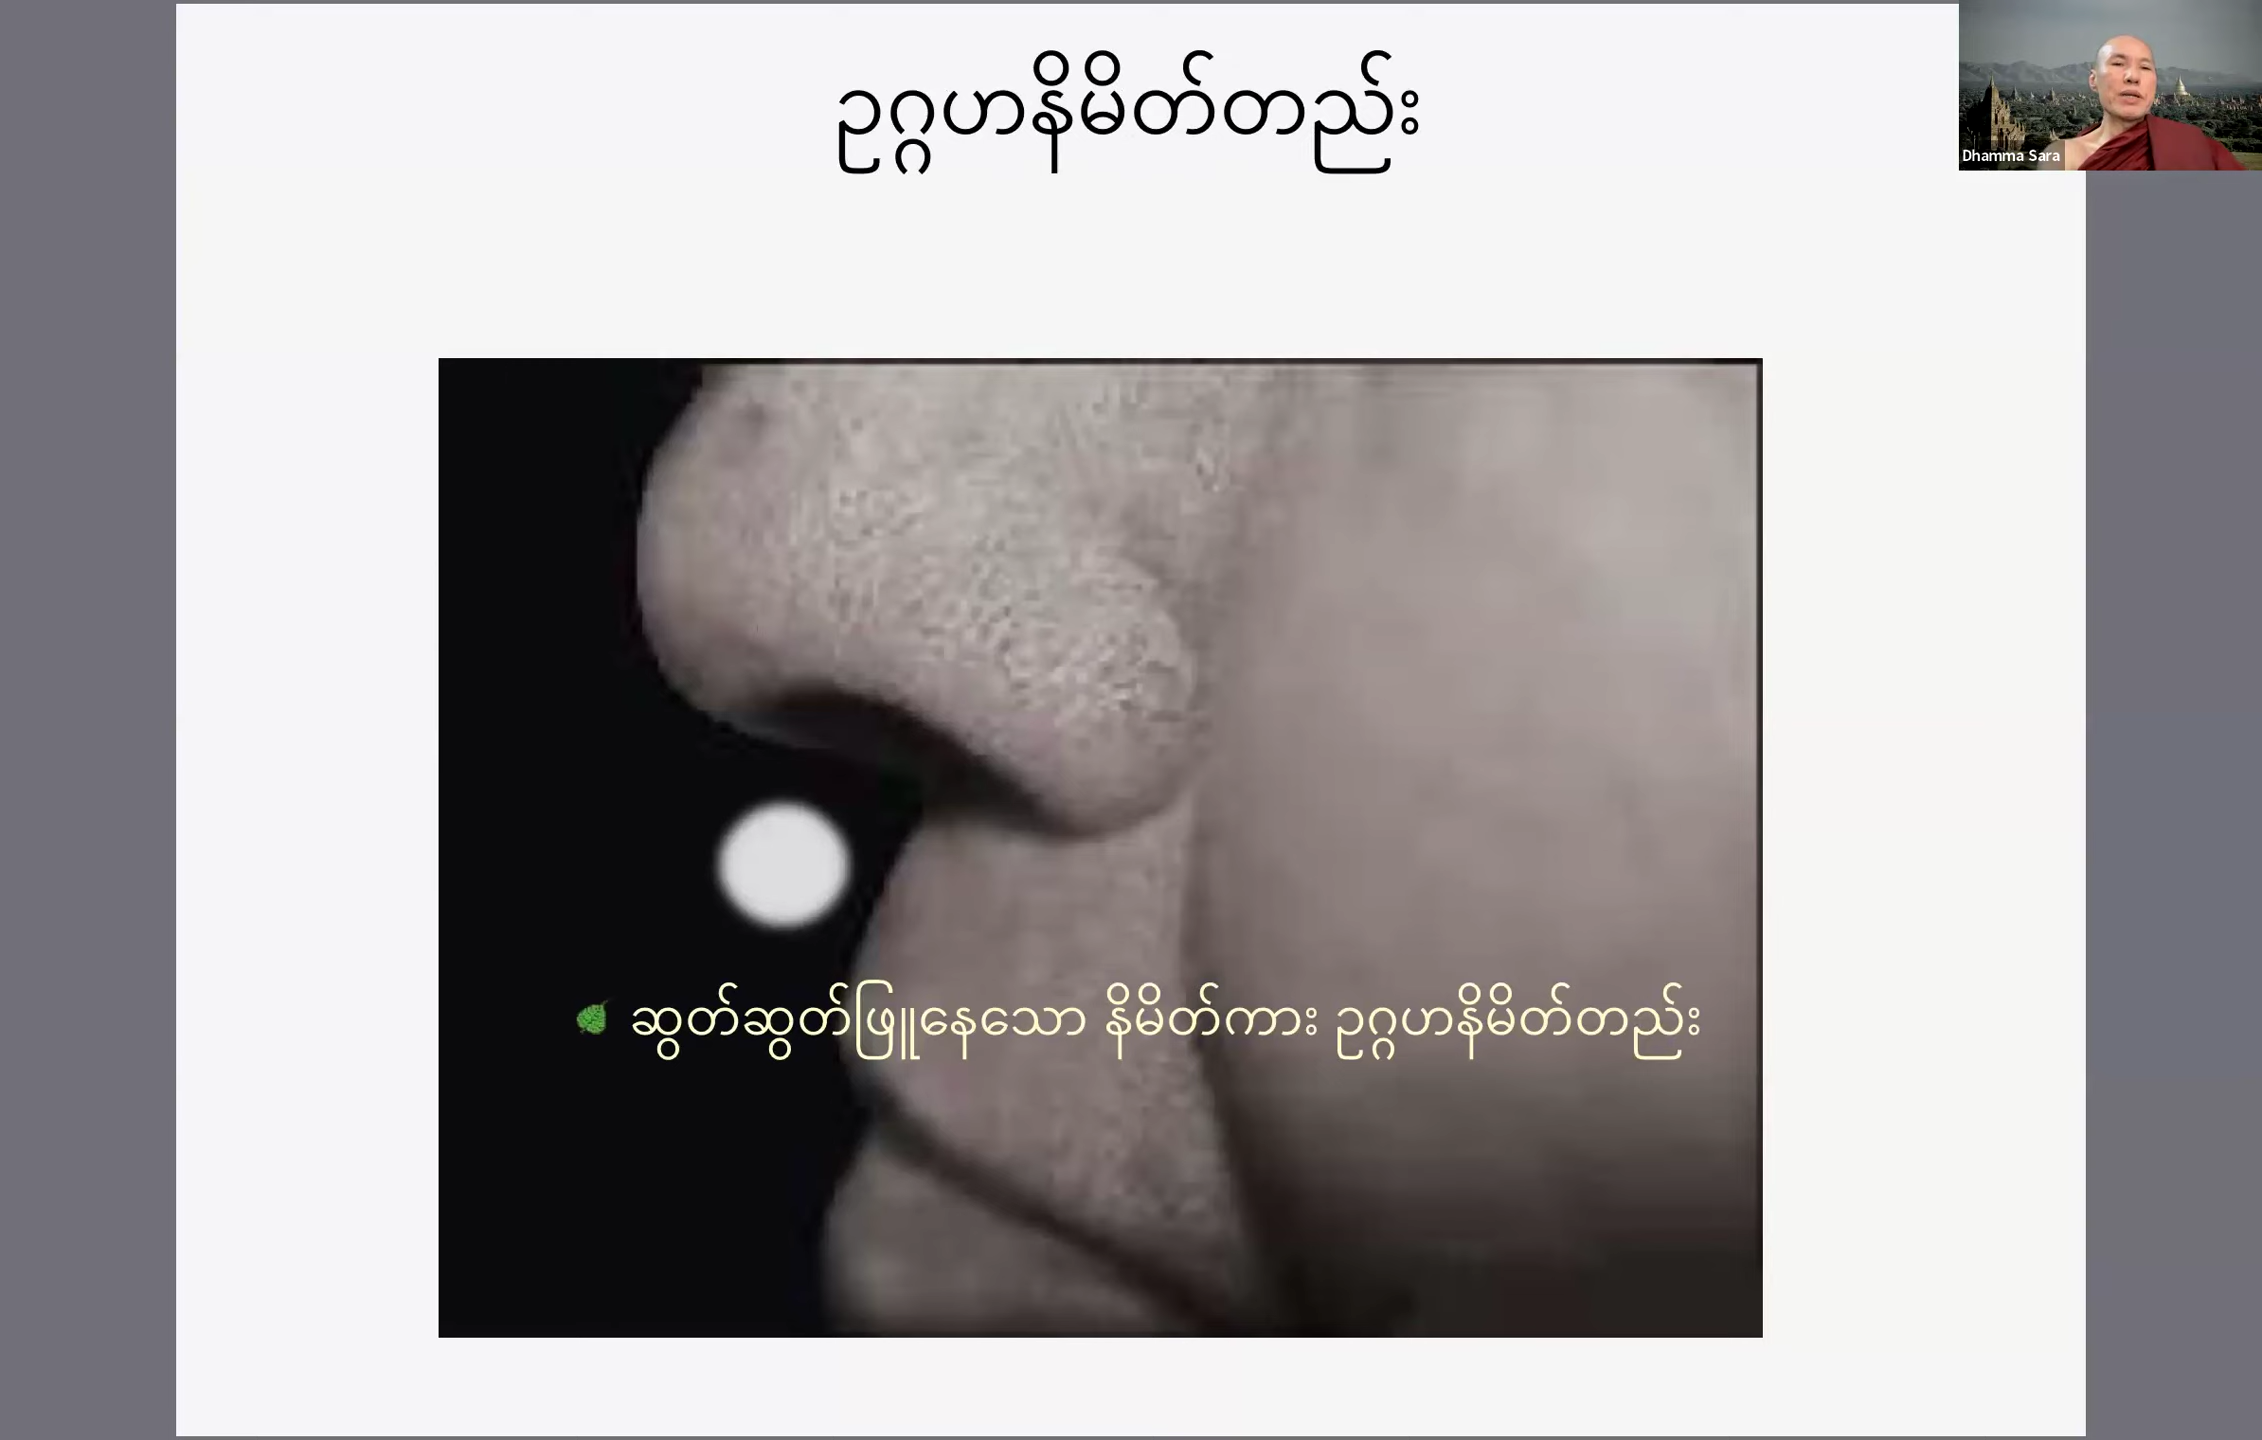 ဥဂ္ဂဟနိမိတ်တည်း
Dhamma Sara
ဆွတ်ဆွတ်ဖြူနေသော နိမိတ်ကား ဥဂ္ဂဟနိမိတ်တည်း